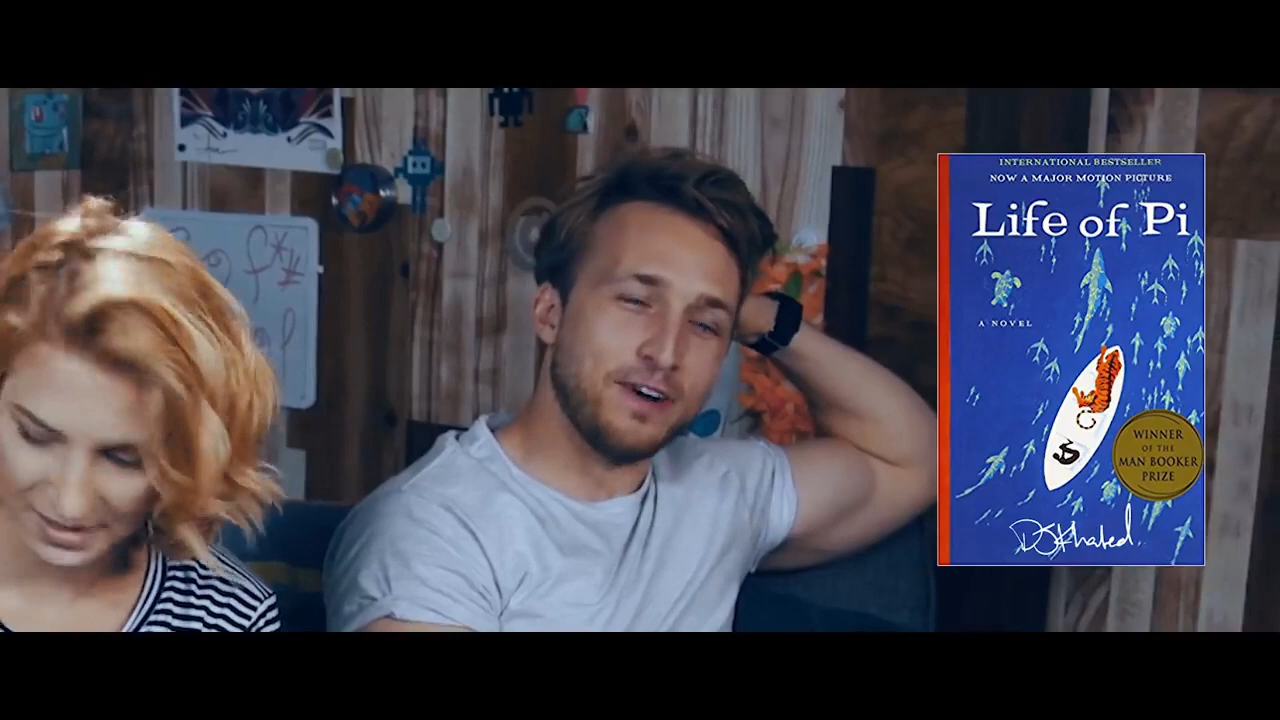 f*!!
INTERNATIONAL BESTSELLER
NOW A MAJOR MOTION PICTURE
Life of Pi
A NOVEL
WINNER
OF THE
MAN BOOKER
PRIZE
DJ Khaled